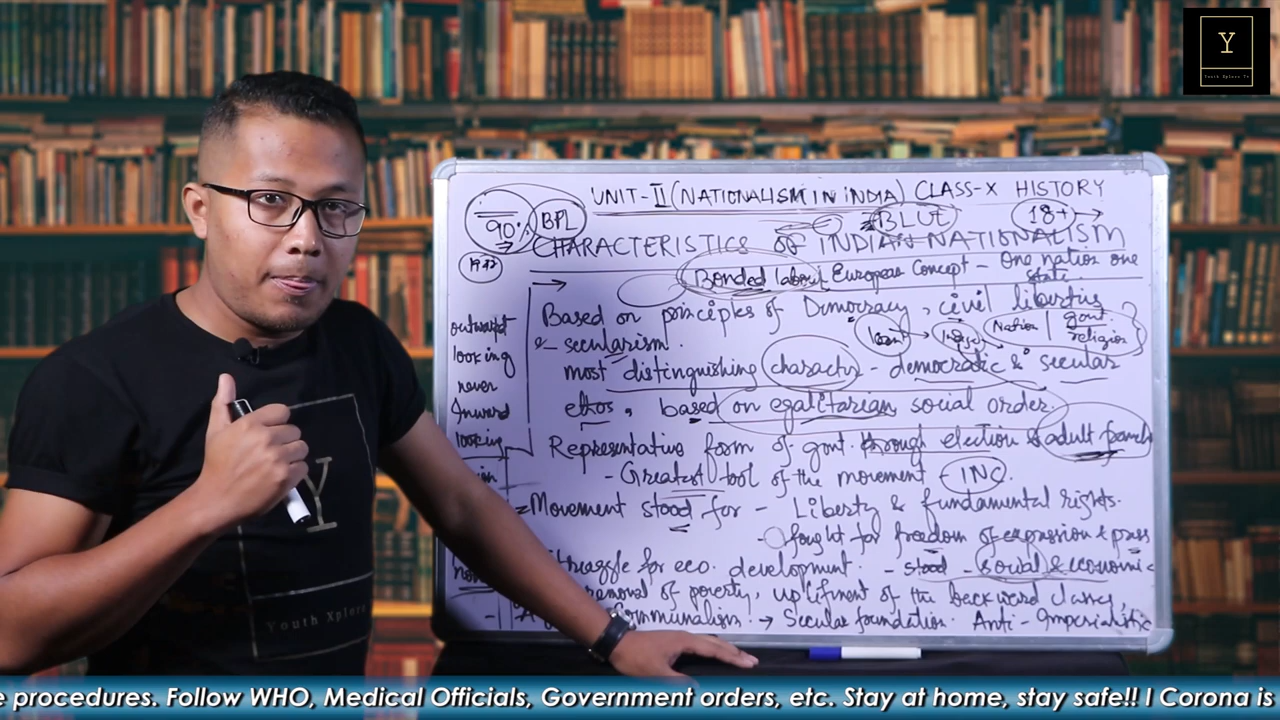 Y
Youth Xplore Tv
UNIT-II (NATIONALISM IN INDIA) CLASS-X HISTORY
90%
BPL
18+
CHARACTERISTICS OF INDIAN NATIONALISM
Bonded labour European Concept - One nation one
state.
Based on principles of Democracy, civil liberties
& secularism.
Nation
govt.
religion
most distinguishing character - democratic & secular
ethos, based on egalitarian social order.
outward
looking
never
Inward
looking
Representative form of govt. through election & adult franch
- Greatest tool of the movement - INC.
Movement stood for - Liberty & fundamental rights.
- fought for freedom of expression & press
struggle for eco. development. - stood - social & economic
removal of poverty, upliftment of the backward classes
communalism. → Secular foundation. Anti-Imperialistic
Y
Youth Xplore
e procedures. Follow WHO, Medical Officials, Government orders, etc. Stay at home, stay safe!! I Corona is